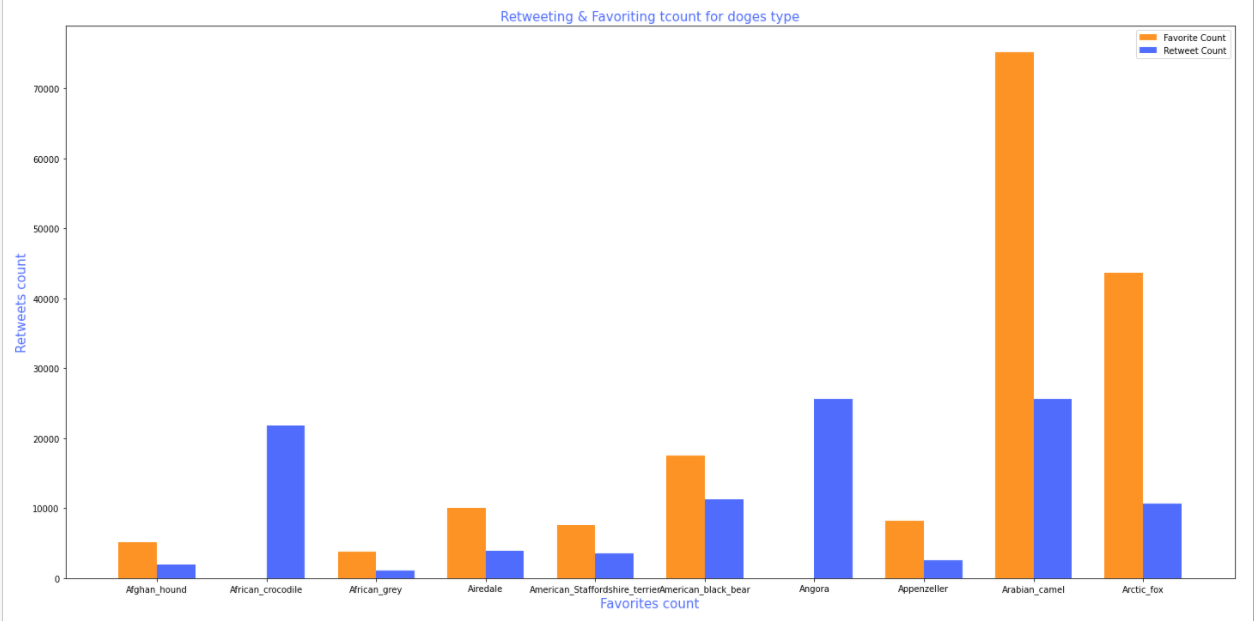 Retweeting & Favoriting tcount for doges type
Favorite Count
Retweet Count
70000
60000
50000
40000
30000
20000
10000
0
Retweets count
Afghan_hound African_crocodile African_grey Airedale American_Staffordshire_terrier American_black_bear Angora Appenzeller Arabian_camel Arctic_fox
Favorites count